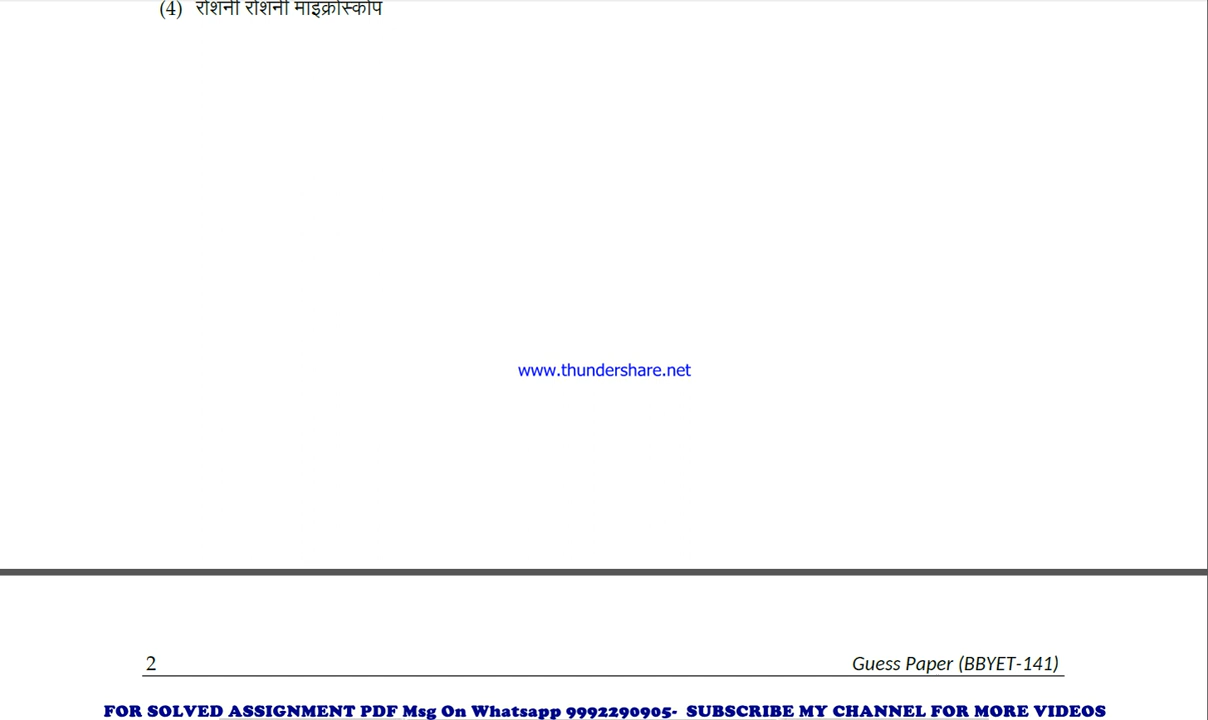 (4) रोशनी रोशनी माइक्रोस्कोप
www.thundershare.net
2 Guess Paper (BBYET-141)
FOR SOLVED ASSIGNMENT PDF Msg On Whatsapp 9992290905- SUBSCRIBE MY CHANNEL FOR MORE VIDEOS